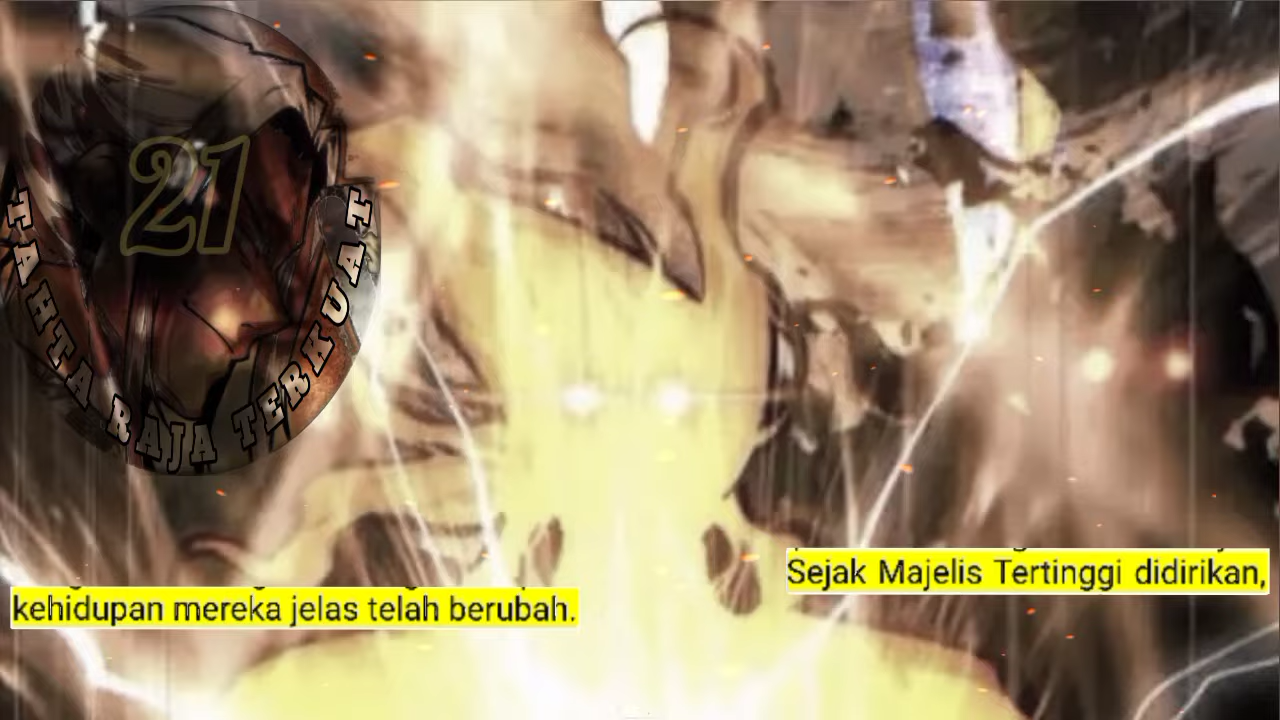 21
TAHTA RAJA TERKUAT
Sejak Majelis Tertinggi didirikan,
kehidupan mereka jelas telah berubah.